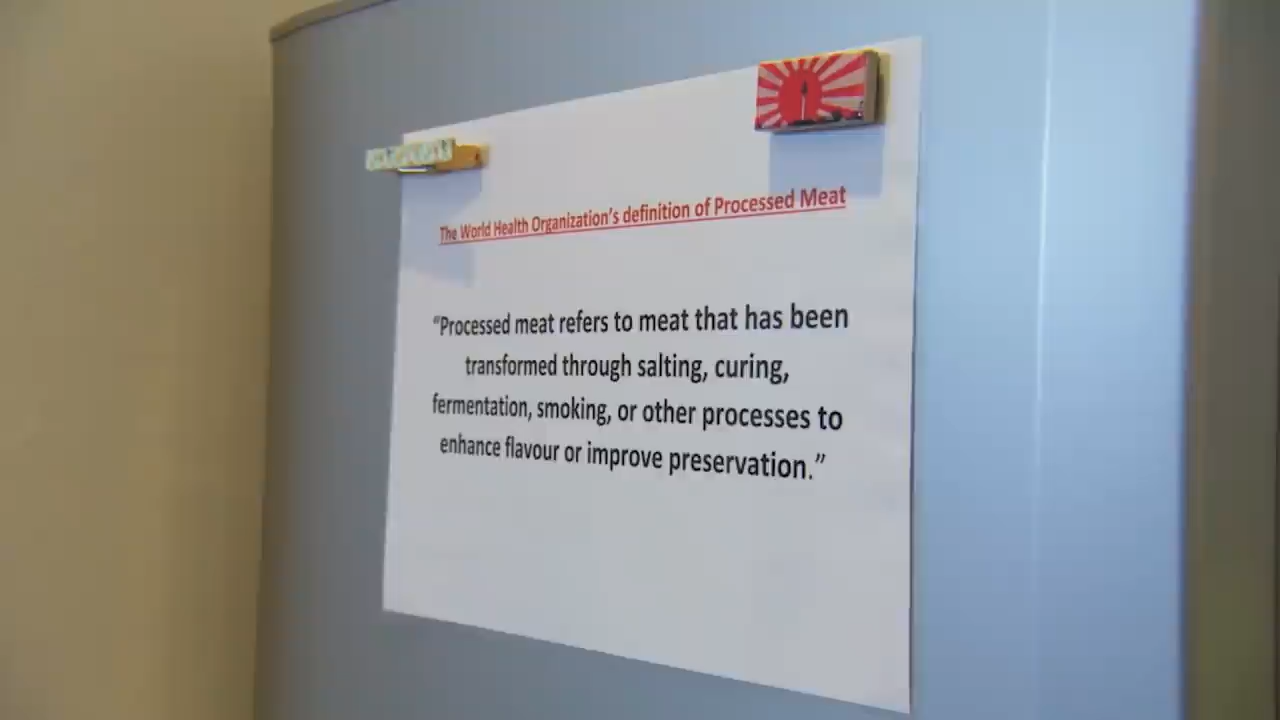 The World Health Organization's definition of Processed Meat
“Processed meat refers to meat that has been
transformed through salting, curing,
fermentation, smoking, or other processes to
enhance flavour or improve preservation.”